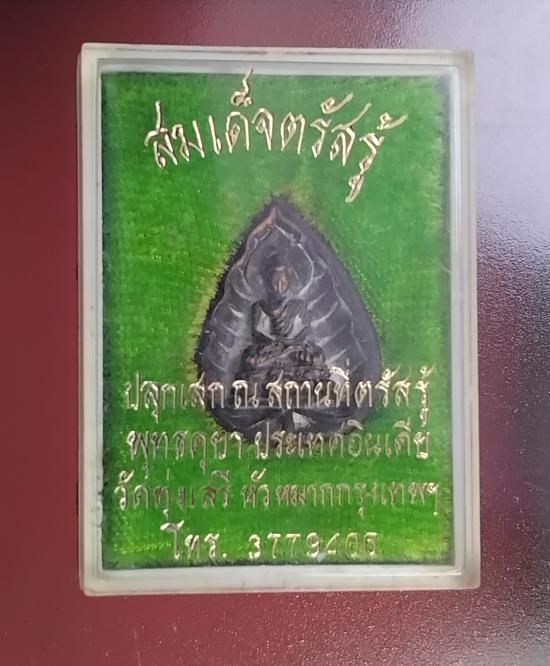 สมเด็จตรัสรู้
ปลุกเสก ณ สถานที่ตรัสรู้
พุทธคยา ประเทศอินเดีย
วัดทุ่งเสรี หัวหมากกรุงเทพฯ
โทร. 3779406